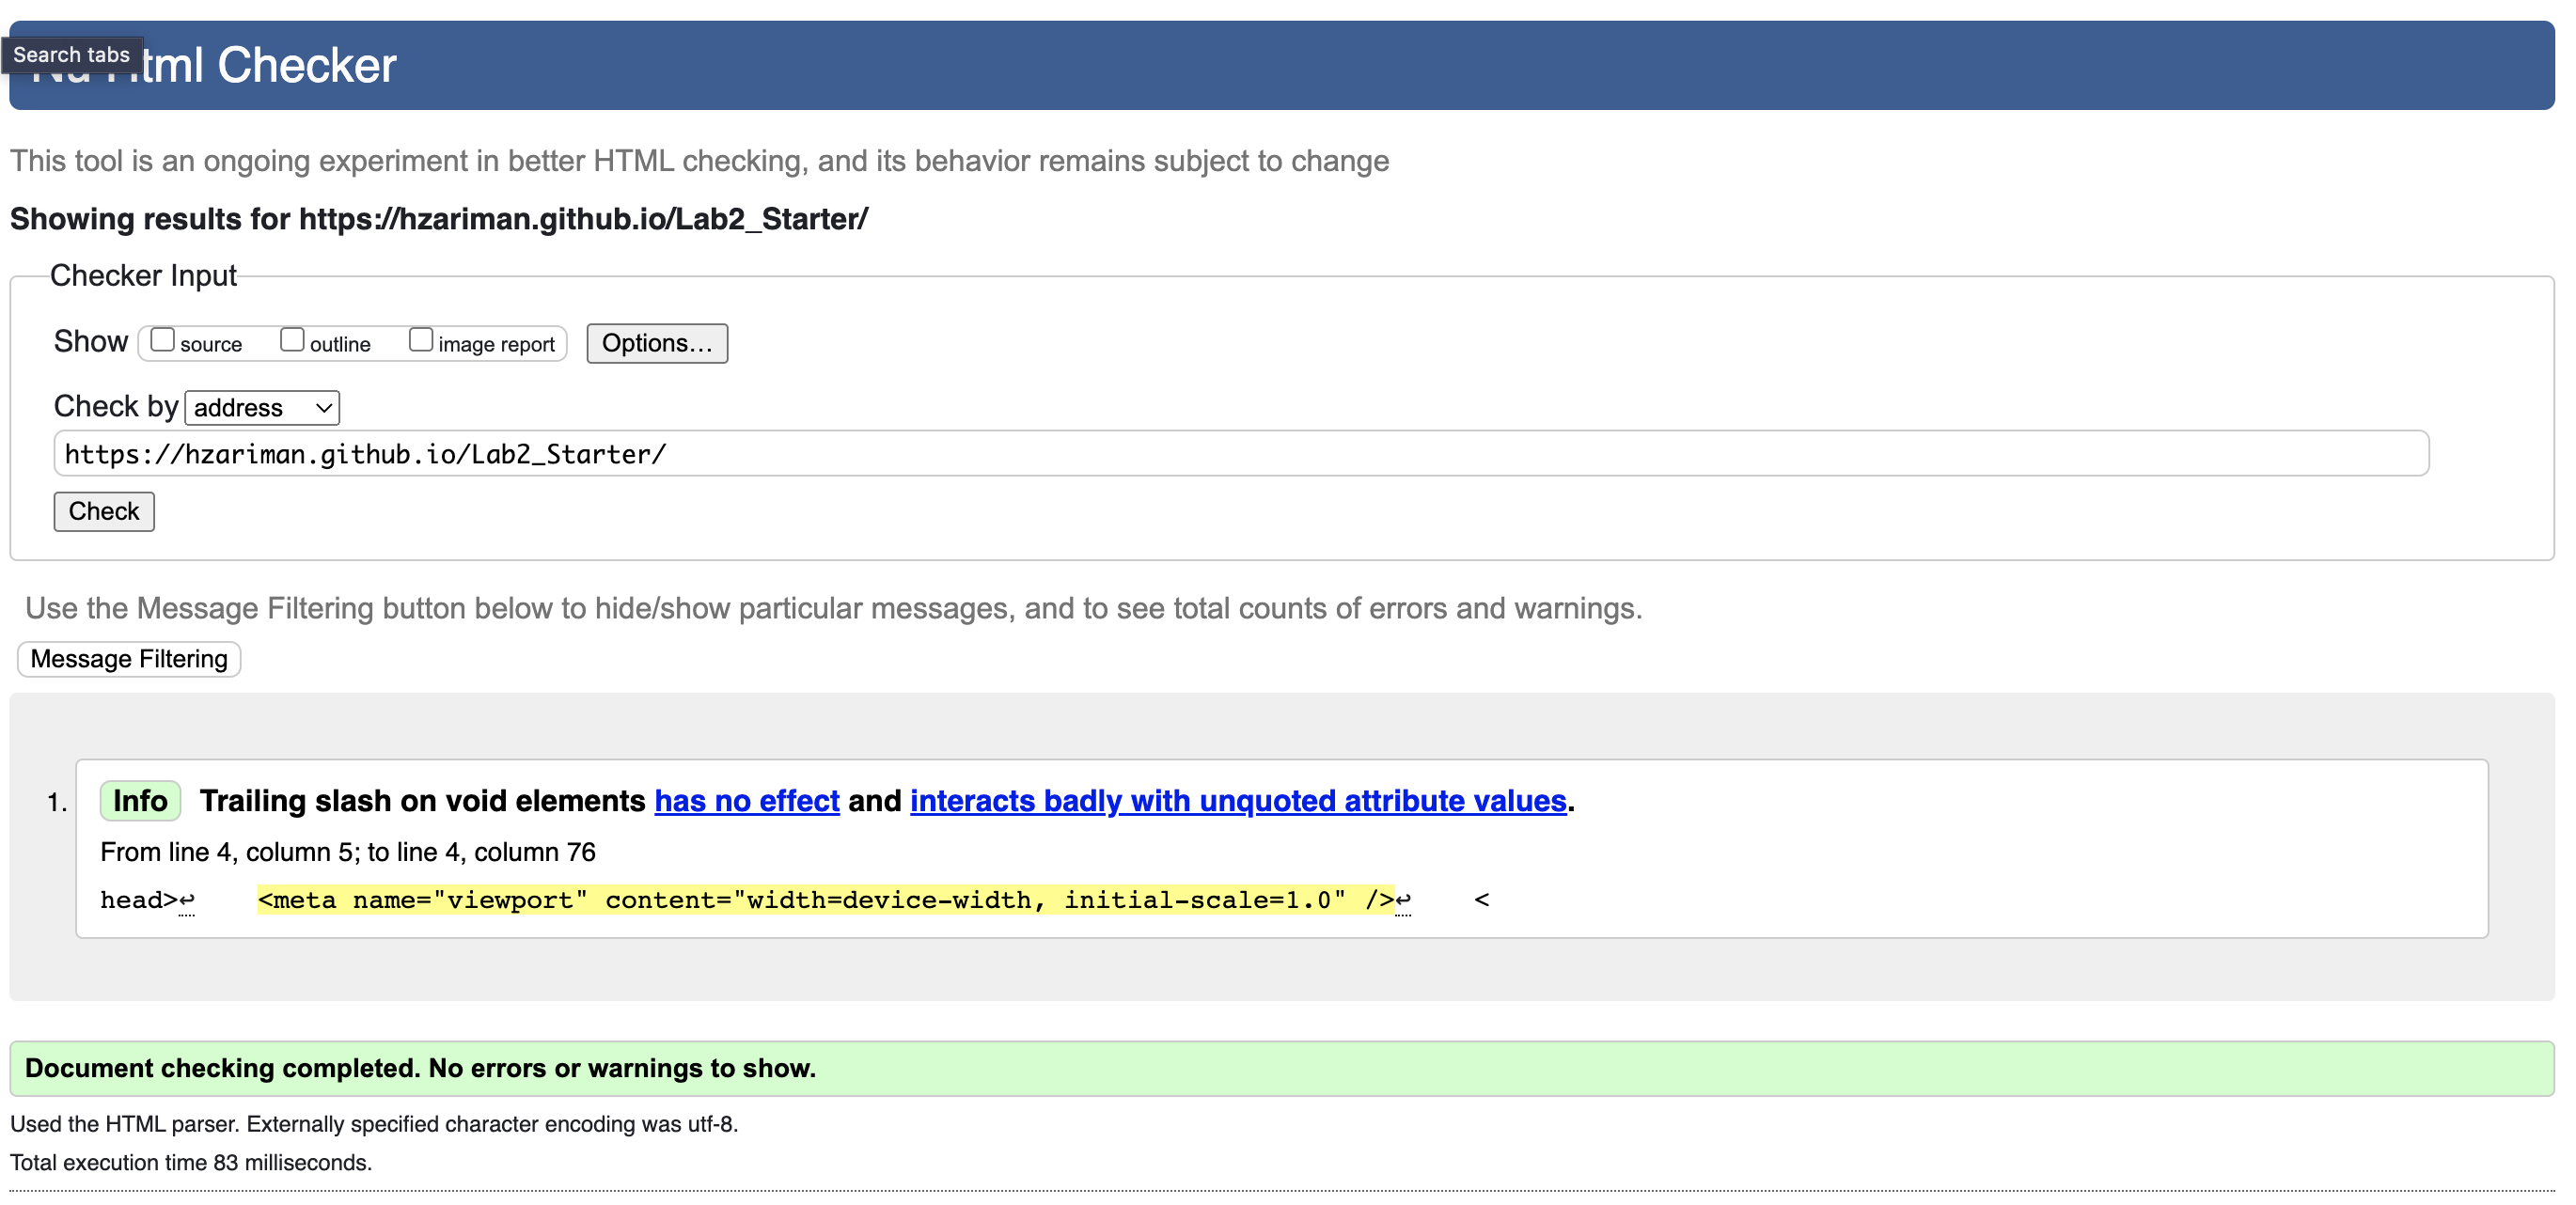 Search tabs
Nu Html Checker
This tool is an ongoing experiment in better HTML checking, and its behavior remains subject to change
Showing results for https://hzariman.github.io/Lab2_Starter/
Checker Input
Show source outline image report Options...
Check by address
https://hzariman.github.io/Lab2_Starter/
Check
Use the Message Filtering button below to hide/show particular messages, and to see total counts of errors and warnings.
Message Filtering
1. Info Trailing slash on void elements has no effect and interacts badly with unquoted attribute values.
From line 4, column 5; to line 4, column 76
head>↩ <meta name="viewport" content="width=device-width, initial-scale=1.0" />↩ <
Document checking completed. No errors or warnings to show.
Used the HTML parser. Externally specified character encoding was utf-8.
Total execution time 83 milliseconds.